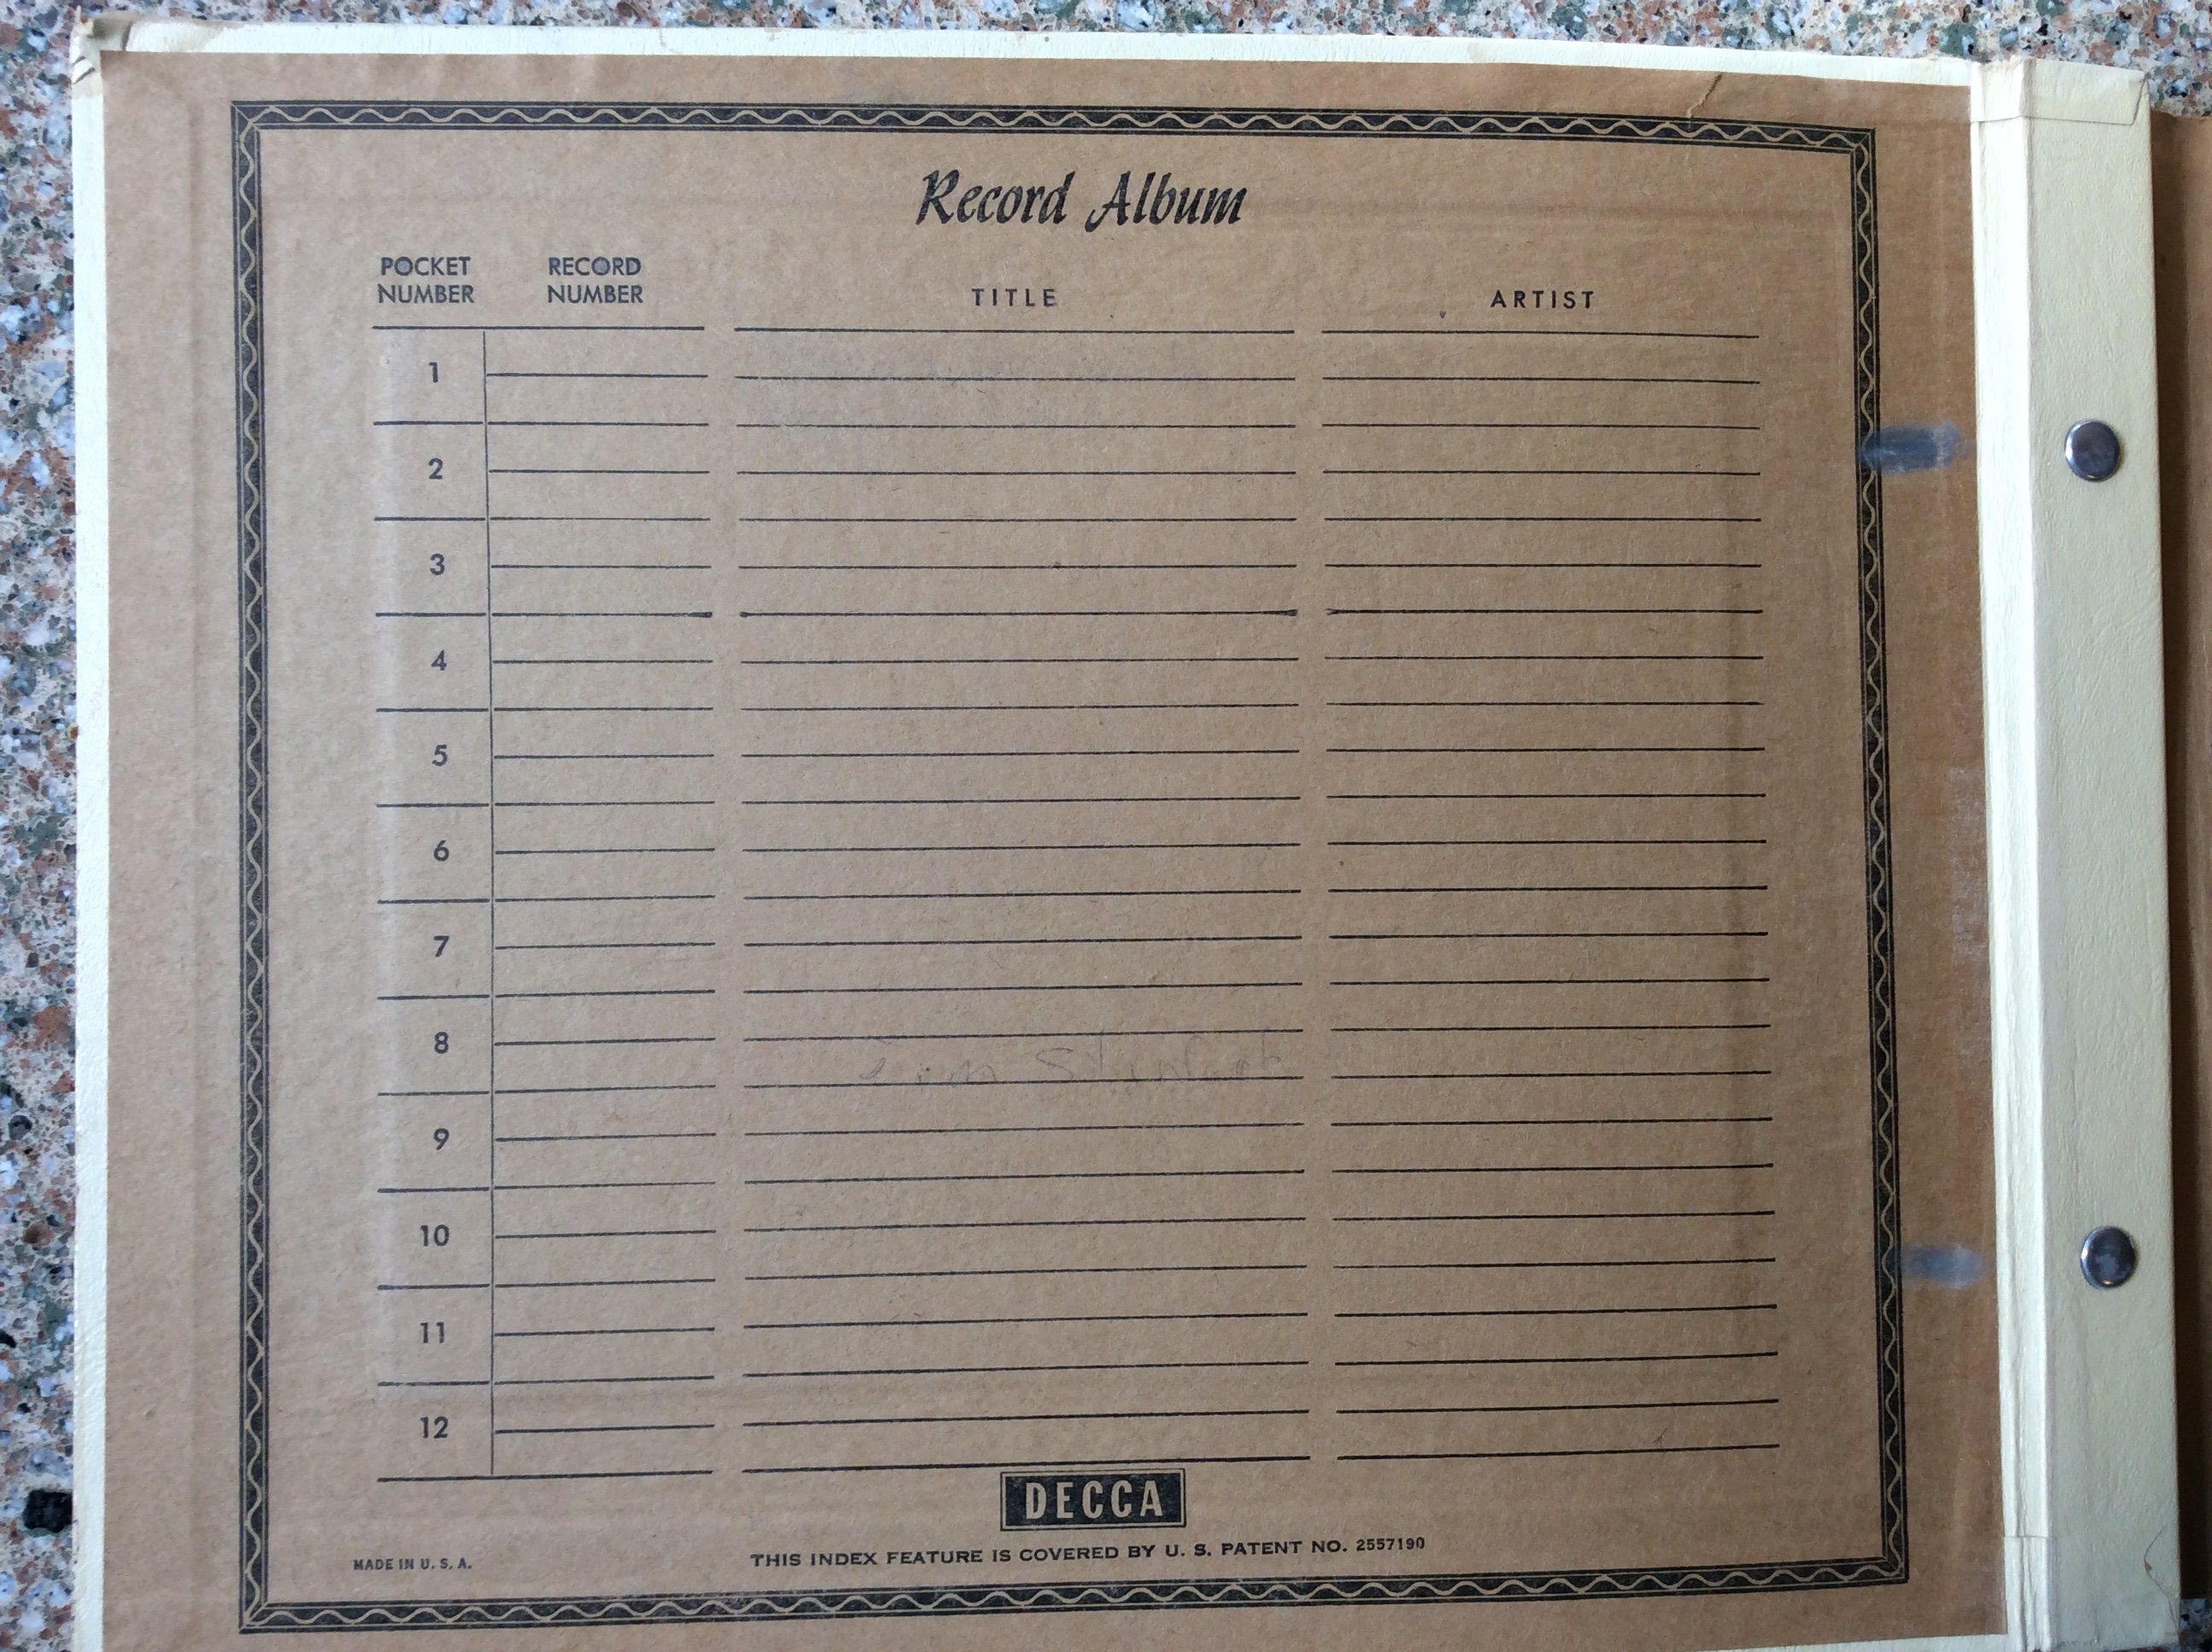 Record Album
POCKET NUMBER
RECORD NUMBER
TITLE
ARTIST
1
2
3
4
5
6
7
8
9
10
11
12
DECCA
THIS INDEX FEATURE IS COVERED BY U. S. PATENT NO. 2557190
MADE IN U. S. A.